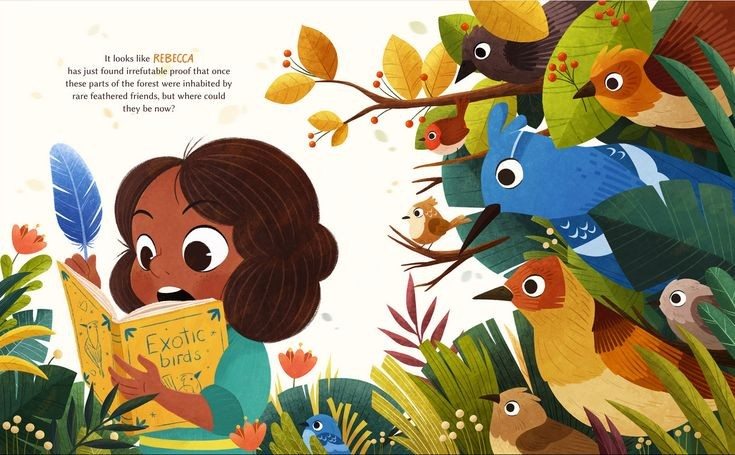 It looks like REBECCA
has just found irrefutable proof that once
these parts of the forest were inhabited by
rare feathered friends, but where could
they be now?
Exotic
birds